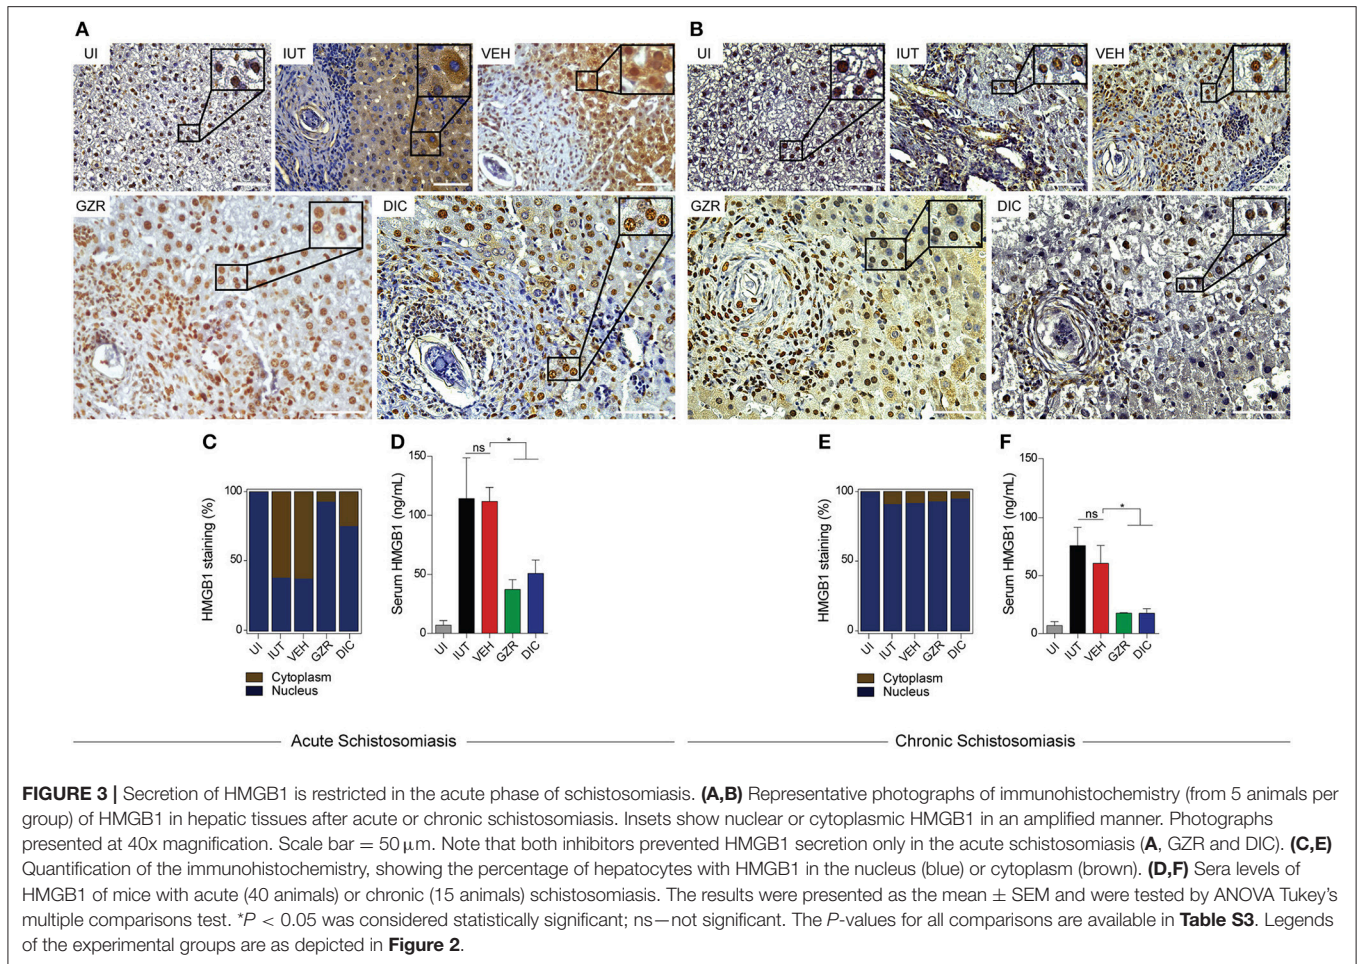 A
B
UI
IUT
VEH
UI
IUT
VEH
GZR
DIC
GZR
DIC
C
D
E
F
HMGB1 staining (%)
100
50
0
UI
IUT
VEH
GZR
DIC
Cytoplasm
Nucleus
Serum HMGB1 (ng/mL)
150
100
50
0
ns
*
UI
IUT
VEH
GZR
DIC
HMGB1 staining (%)
100
50
0
UI
IUT
VEH
GZR
DIC
Cytoplasm
Nucleus
Serum HMGB1 (ng/mL)
150
100
50
0
ns
*
UI
IUT
VEH
GZR
DIC
Acute Schistosomiasis
Chronic Schistosomiasis
FIGURE 3 | Secretion of HMGB1 is restricted in the acute phase of schistosomiasis. (A,B) Representative photographs of immunohistochemistry (from 5 animals per
group) of HMGB1 in hepatic tissues after acute or chronic schistosomiasis. Insets show nuclear or cytoplasmic HMGB1 in an amplified manner. Photographs
presented at 40x magnification. Scale bar = 50 μm. Note that both inhibitors prevented HMGB1 secretion only in the acute schistosomiasis (A, GZR and DIC). (C,E)
Quantification of the immunohistochemistry, showing the percentage of hepatocytes with HMGB1 in the nucleus (blue) or cytoplasm (brown). (D,F) Sera levels of
HMGB1 of mice with acute (40 animals) or chronic (15 animals) schistosomiasis. The results were presented as the mean ± SEM and were tested by ANOVA Tukey's
multiple comparisons test. *P < 0.05 was considered statistically significant; ns—not significant. The P-values for all comparisons are available in Table S3. Legends
of the experimental groups are as depicted in Figure 2.